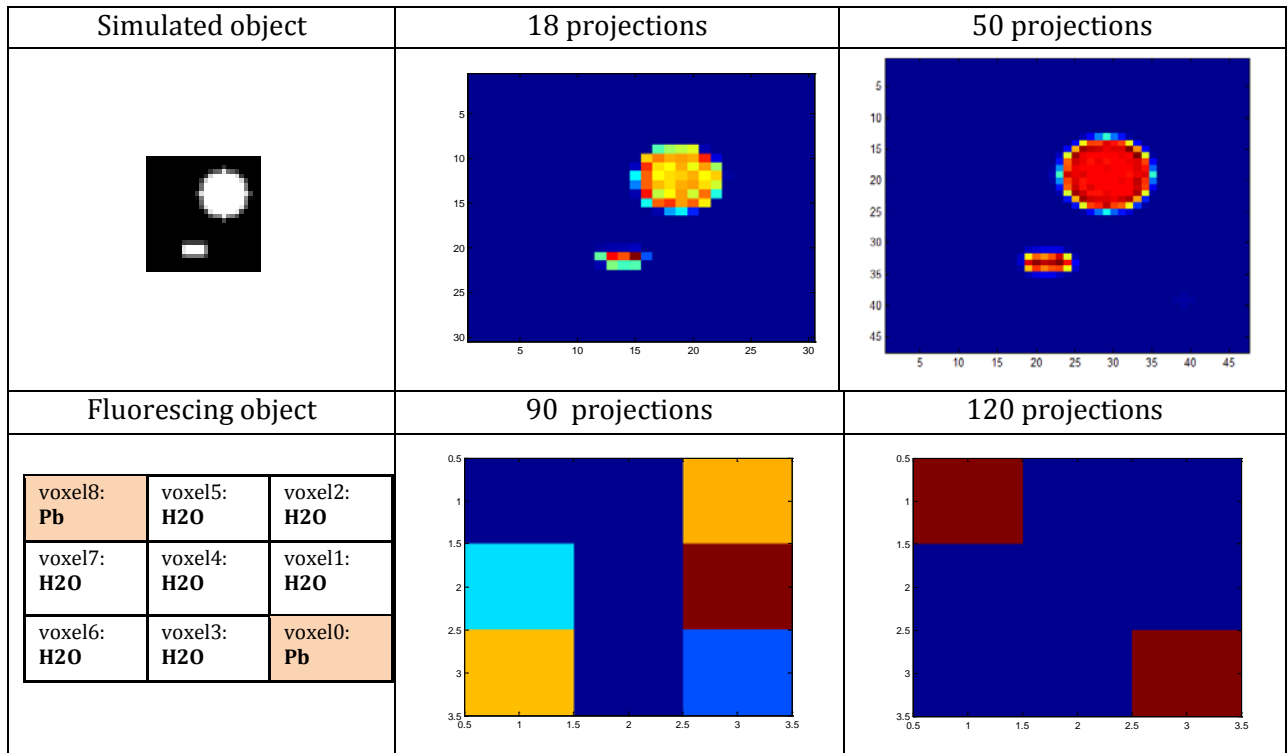 Simulated object
18 projections
50 projections
5
10
15
20
25
30
5
10
15
20
25
30
5
10
15
20
25
30
35
40
45
5
10
15
20
25
30
35
40
45
Fluorescing object
90 projections
120 projections
voxel8:
Pb
voxel5:
H2O
voxel2:
H2O
voxel7:
H2O
voxel4:
H2O
voxel1:
H2O
voxel6:
H2O
voxel3:
H2O
voxel0:
Pb
0.5
1
1.5
2
2.5
3
3.5
0.5
1
1.5
2
2.5
3
3.5
0.5
1
1.5
2
2.5
3
3.5
0.5
1
1.5
2
2.5
3
3.5